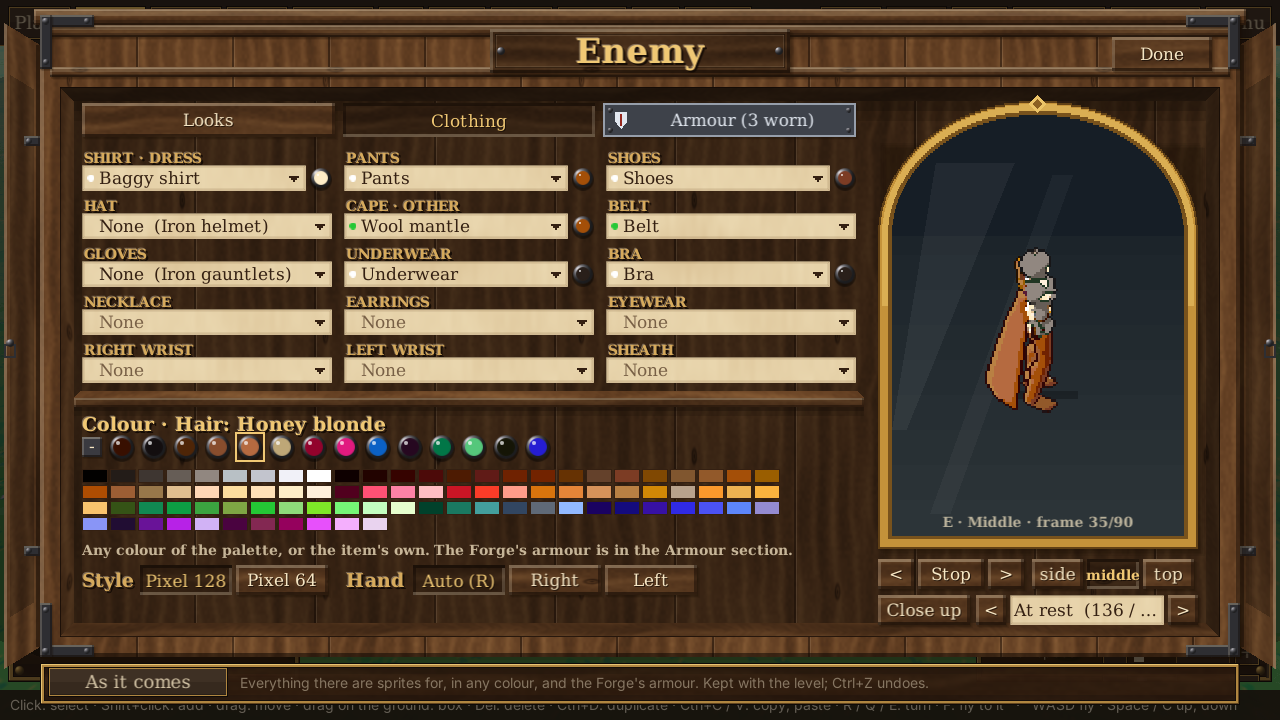 Enemy
Done
Looks
Clothing
Armour (3 worn)
SHIRT · DRESS
PANTS
SHOES
Baggy shirt
Pants
Shoes
HAT
CAPE · OTHER
BELT
None (Iron helmet)
Wool mantle
Belt
GLOVES
UNDERWEAR
BRA
None (Iron gauntlets)
Underwear
Bra
NECKLACE
EARRINGS
EYEWEAR
None
None
None
RIGHT WRIST
LEFT WRIST
SHEATH
None
None
None
Colour · Hair: Honey blonde
-
Any colour of the palette, or the item's own. The Forge's armour is in the Armour section.
Style
Pixel 128
Pixel 64
Hand
Auto (R)
Right
Left
E · Middle · frame 35/90
<
Stop
>
side
middle
top
Close up
<
At rest (136 / ...
>
As it comes
Everything there are sprites for, in any colour, and the Forge's armour. Kept with the level; Ctrl+Z undoes.